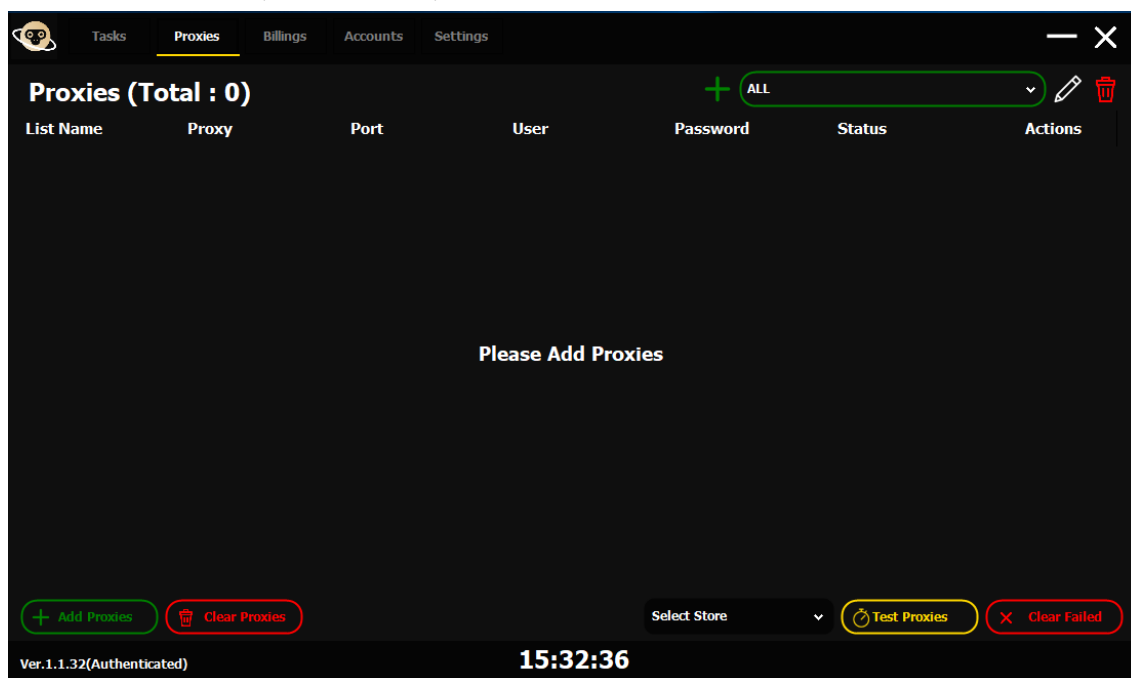 Tasks Proxies Billings Accounts Settings
Proxies (Total : 0) ALL
List Name Proxy Port User Password Status Actions
Please Add Proxies
Add Proxies Clear Proxies Select Store Test Proxies Clear Failed
Ver.1.1.32(Authenticated) 15:32:36